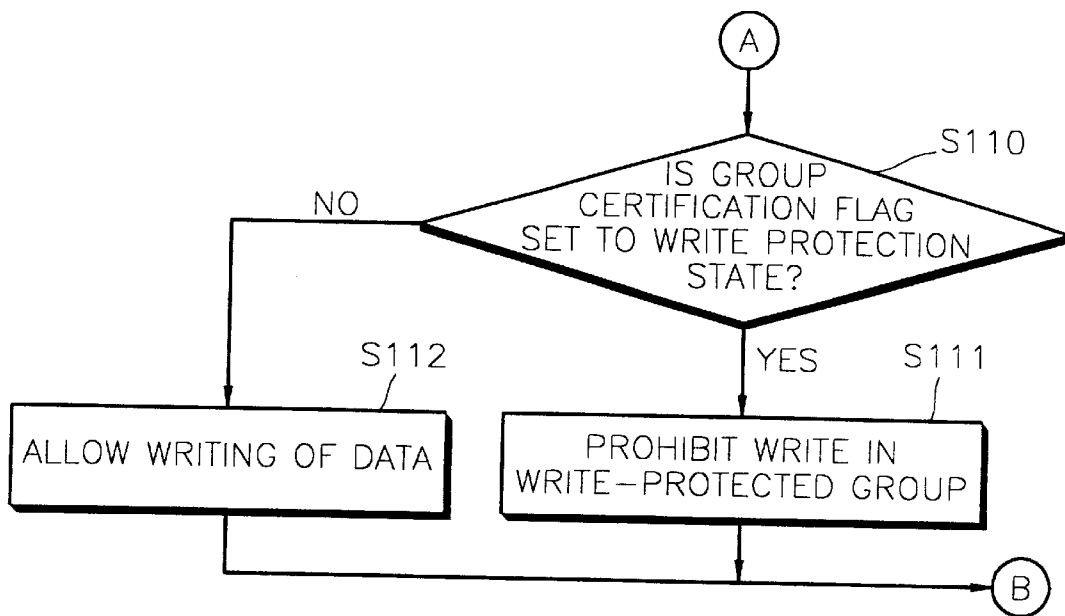 A
S110
IS GROUP
CERTIFICATION FLAG
SET TO WRITE PROTECTION
STATE?
NO
YES
S112
S111
ALLOW WRITING OF DATA
PROHIBIT WRITE IN
WRITE-PROTECTED GROUP
B